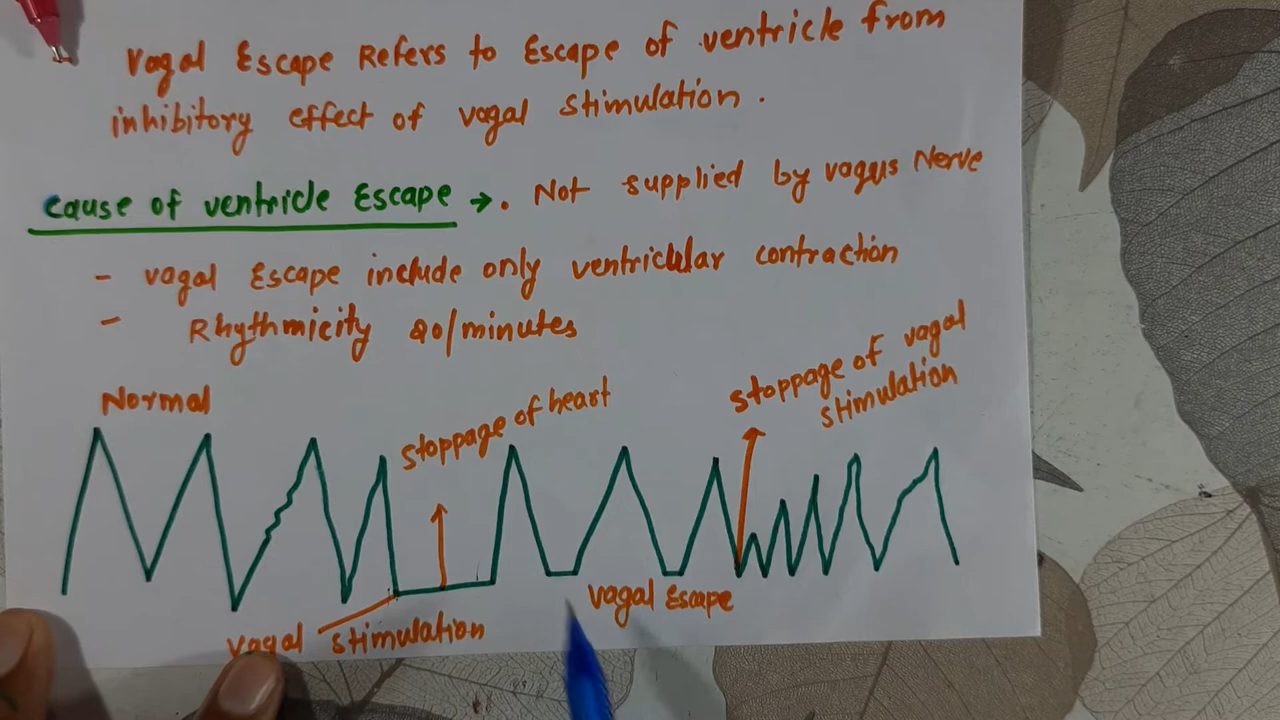 Vagal Escape Refers to Escape of ventricle from
inhibitory effect of vagal stimulation.
Cause of ventricle Escape → . Not supplied by vagus Nerve
- vagal Escape include only ventricular contraction
- Rhythmicity 20/minutes
Normal
stoppage of heart
stoppage of vagal
stimulation
vagal stimulation
vagal Escape